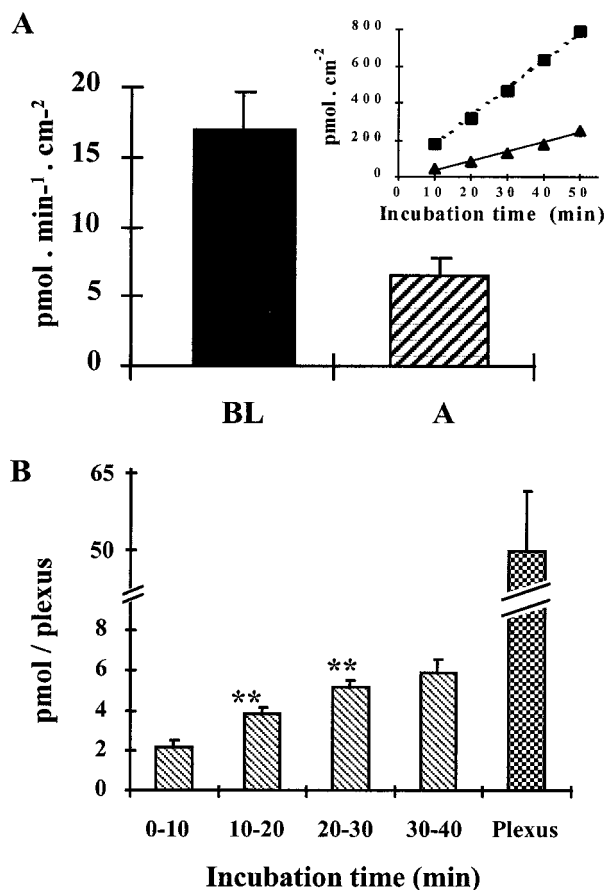 A
pmol . min-¹ . cm-²
20
15
10
5
0
BL
A
pmol . cm-²
800
600
400
200
0
0 10 20 30 40 50
Incubation time (min)
B
pmol / plexus
65
50
8
6
4
2
0
** **
0-10 10-20 20-30 30-40 Plexus
Incubation time (min)